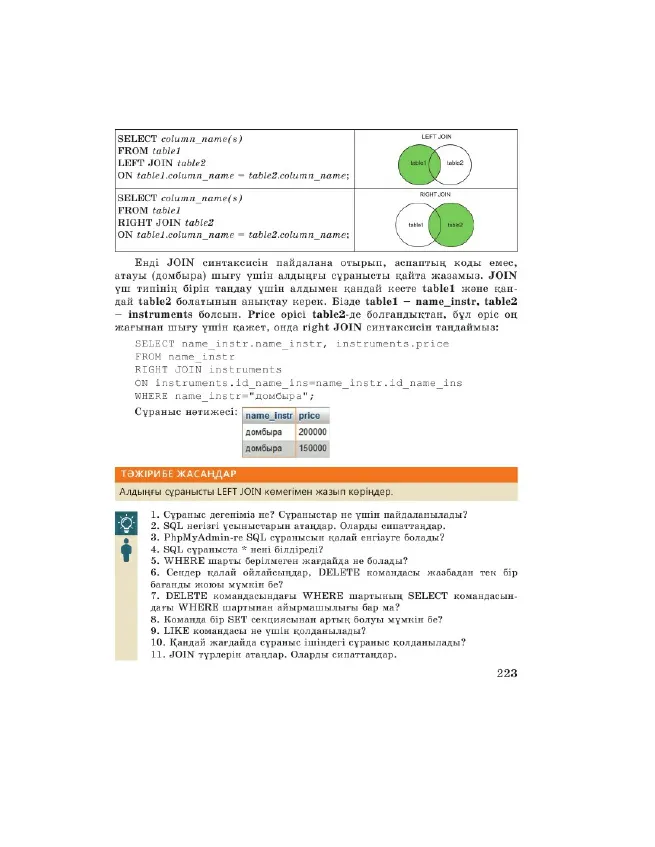 SELECT column_name(s)
FROM table1
LEFT JOIN table2
ON table1.column_name = table2.column_name;
LEFT JOIN
table1
table2
SELECT column_name(s)
FROM table1
RIGHT JOIN table2
ON table1.column_name = table2.column_name;
RIGHT JOIN
table1
table2
Енді JOIN синтаксисін пайдалана отырып, аспаптың коды емес,
атауы (домбыра) шығу үшін алдыңғы сұранысты қайта жазамыз. JOIN
үш типінің бірін таңдау үшін алдымен қандай кесте table1 және қан-
дай table2 болатынын анықтау керек. Бізде table1 – name_instr, table2
– instruments болсын. Price өрісі table2-де болғандықтан, бұл өріс оң
жағынан шығу үшін қажет, онда right JOIN синтаксисін таңдаймыз:
SELECT name_instr.name_instr, instruments.price
FROM name_instr
RIGHT JOIN instruments
ON instruments.id_name_ins=name_instr.id_name_ins
WHERE name_instr="домбыра";
Сұраныс нәтижесі:
name_instr price
домбыра 200000
домбыра 150000
ТӘЖІРИБЕ ЖАСАҢДАР
Алдыңғы сұранысты LEFT JOIN көмегімен жазып көріңдер.
1. Сұраныс дегеніміз не? Сұраныстар не үшін пайдаланылады?
2. SQL негізгі ұсыныстарын атаңдар. Оларды сипаттаңдар.
3. PhpMyAdmin-ге SQL сұранысын қалай енгізуге болады?
4. SQL сұраныста * нені білдіреді?
5. WHERE шарты берілмеген жағдайда не болады?
6. Сендер қалай ойлайсыңдар, DELETE командасы жазбадан тек бір
бағанды жоюы мүмкін бе?
7. DELETE командасындағы WHERE шартының SELECT командасын-
дағы WHERE шартынан айырмашылығы бар ма?
8. Команда бір SET секциясынан артық болуы мүмкін бе?
9. LIKE командасы не үшін қолданылады?
10. Қандай жағдайда сұраныс ішіндегі сұраныс қолданылады?
11. JOIN түрлерін атаңдар. Оларды сипаттаңдар.
223